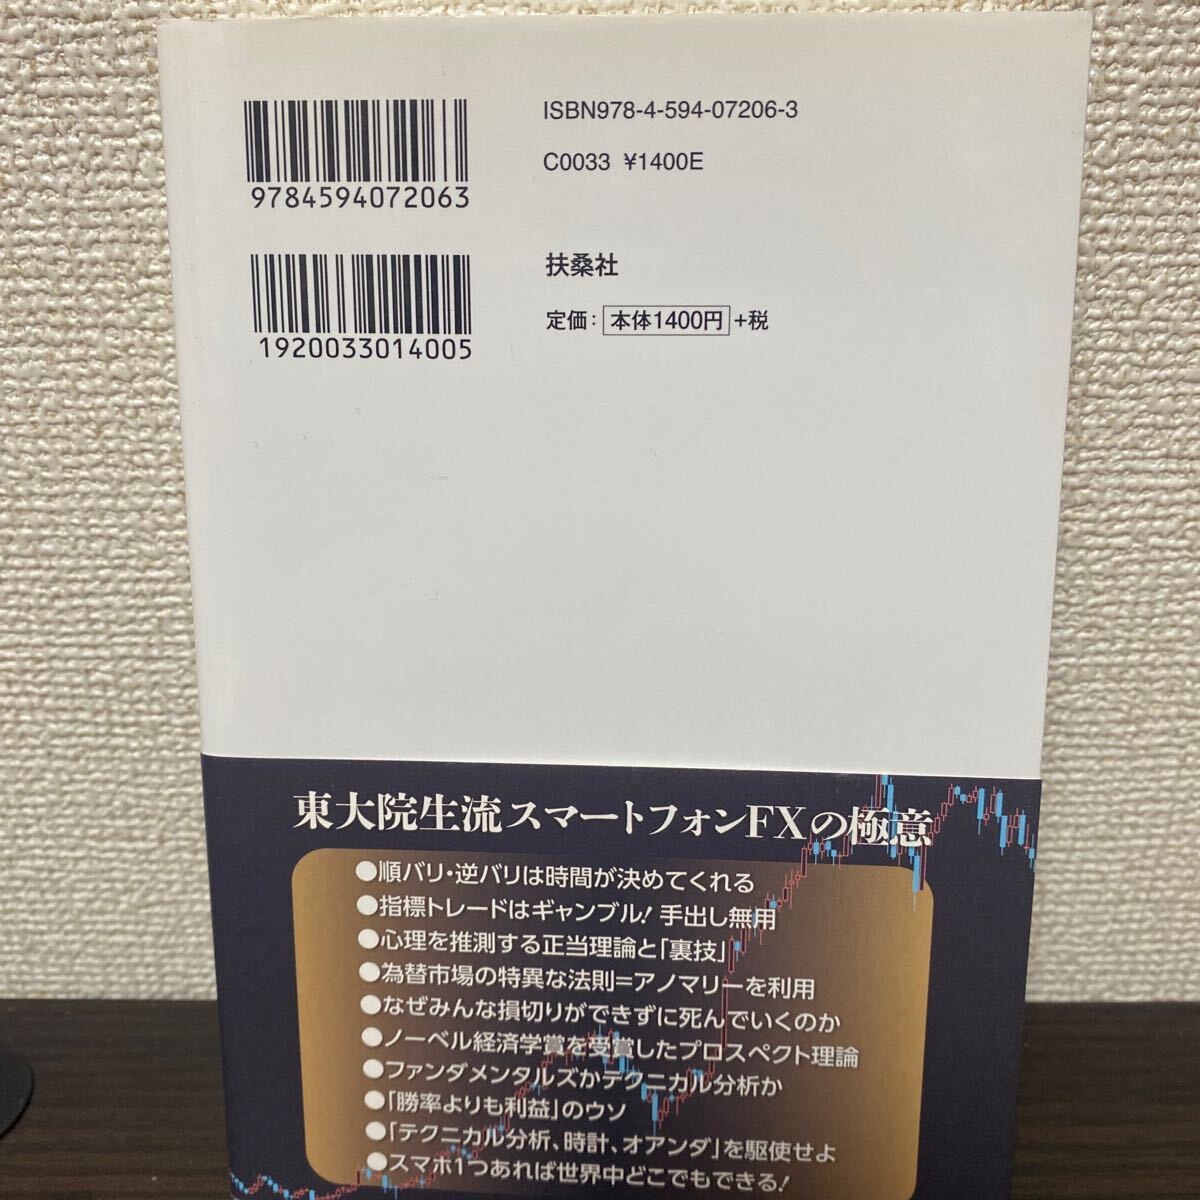 ISBN978-4-594-07206-3
9784594072063
C0033 ¥1400E
1920033014005
扶桑社
定価: 本体1400円+税
東大院生流スマートフォンFXの極意
●順バリ・逆バリは時間が決めてくれる
●指標トレードはギャンブル!手出し無用
●心理を推測する正当理論と「裏技」
●為替市場の特異な法則=アノマリーを利用
●なぜみんな損切りができずに死んでいくのか
●ノーベル経済学賞を受賞したプロスペクト理論
●ファンダメンタルズかテクニカル分析か
●「勝率よりも利益」のウソ
●「テクニカル分析、時計、オアンダ」を駆使せよ
●スマホ1つあれば世界中どこでもできる!